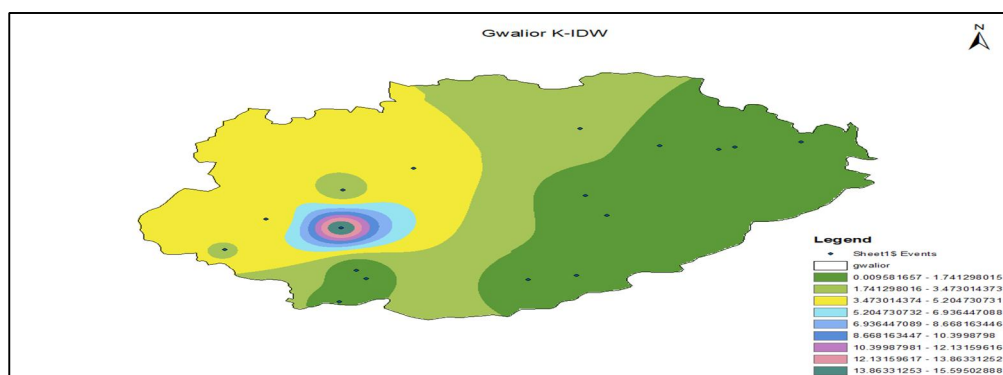 Gwalior K-IDW
N
Legend
Sheet1$ Events
gwalior
0.009581657 - 1.741298015
1.741298016 - 3.473014373
3.473014374 - 5.204730731
5.204730732 - 6.936447088
6.936447089 - 8.668163446
8.668163447 - 10.3998798
10.39987981 - 12.13159616
12.13159617 - 13.86331252
13.86331253 - 15.59502888